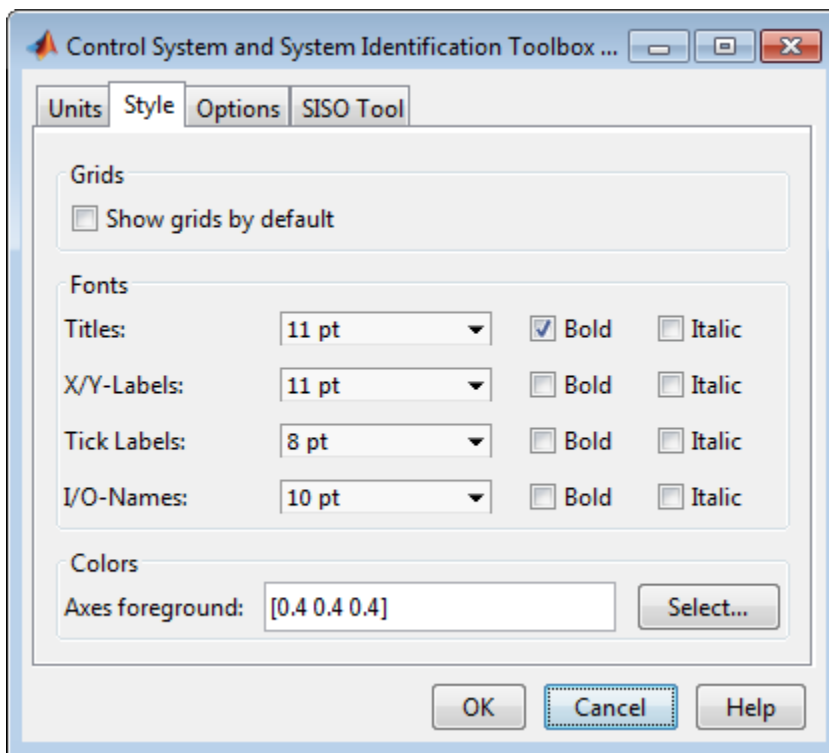 Control System and System Identification Toolbox ...
Units Style Options SISO Tool
Grids
Show grids by default
Fonts
Titles: 11 pt Bold Italic
X/Y-Labels: 11 pt Bold Italic
Tick Labels: 8 pt Bold Italic
I/O-Names: 10 pt Bold Italic
Colors
Axes foreground: [0.4 0.4 0.4] Select...
OK Cancel Help